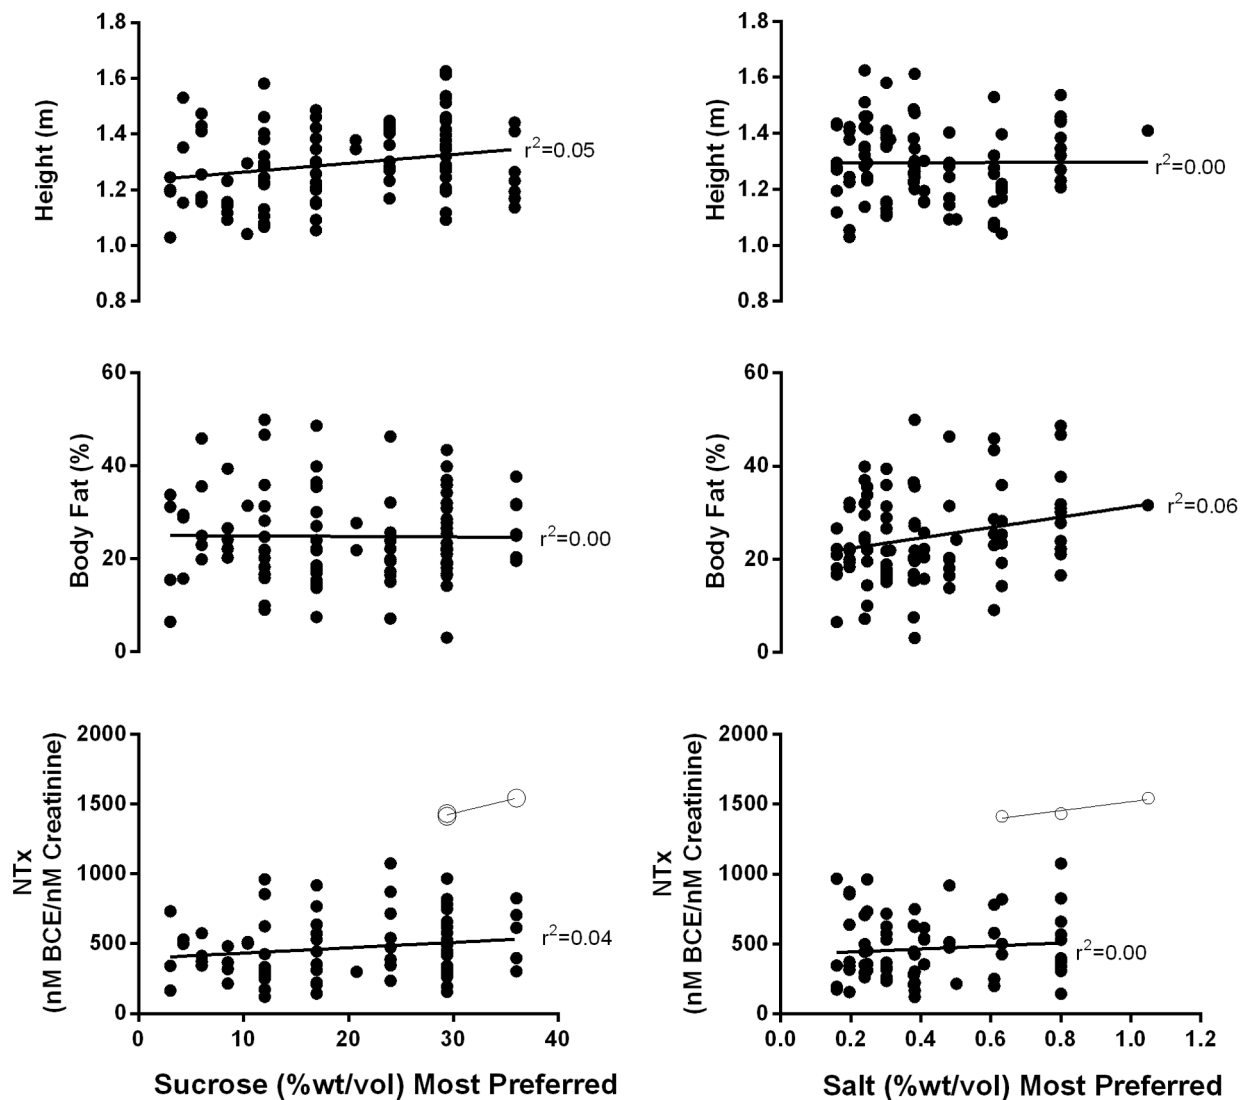 1.8
1.6
1.4
1.2
1.0
0.8
Height (m)
r²=0.05
1.8
1.6
1.4
1.2
1.0
0.8
Height (m)
r²=0.00
60
40
20
0
Body Fat (%)
r²=0.00
60
40
20
0
Body Fat (%)
r²=0.06
2000
1500
1000
500
0
NTx
(nM BCE/nM Creatinine)
r²=0.04
0 10 20 30 40
Sucrose (%wt/vol) Most Preferred
2000
1500
1000
500
0
NTx
(nM BCE/nM Creatinine)
r²=0.00
0.0 0.2 0.4 0.6 0.8 1.0 1.2
Salt (%wt/vol) Most Preferred